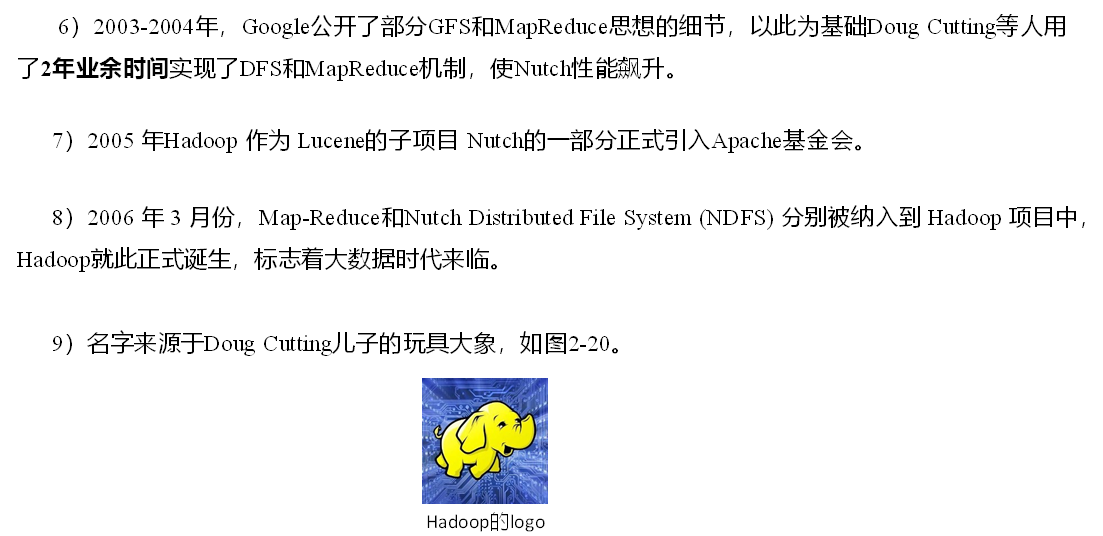 6）2003-2004年，Google公开了部分GFS和MapReduce思想的细节，以此为基础Doug Cutting等人用
了2年业余时间实现了DFS和MapReduce机制，使Nutch性能飙升。
7）2005 年Hadoop 作为 Lucene的子项目 Nutch的一部分正式引入Apache基金会。
8）2006 年 3 月份，Map-Reduce和Nutch Distributed File System (NDFS) 分别被纳入到 Hadoop 项目中，
Hadoop就此正式诞生，标志着大数据时代来临。
9）名字来源于Doug Cutting儿子的玩具大象，如图2-20。
Hadoop的logo